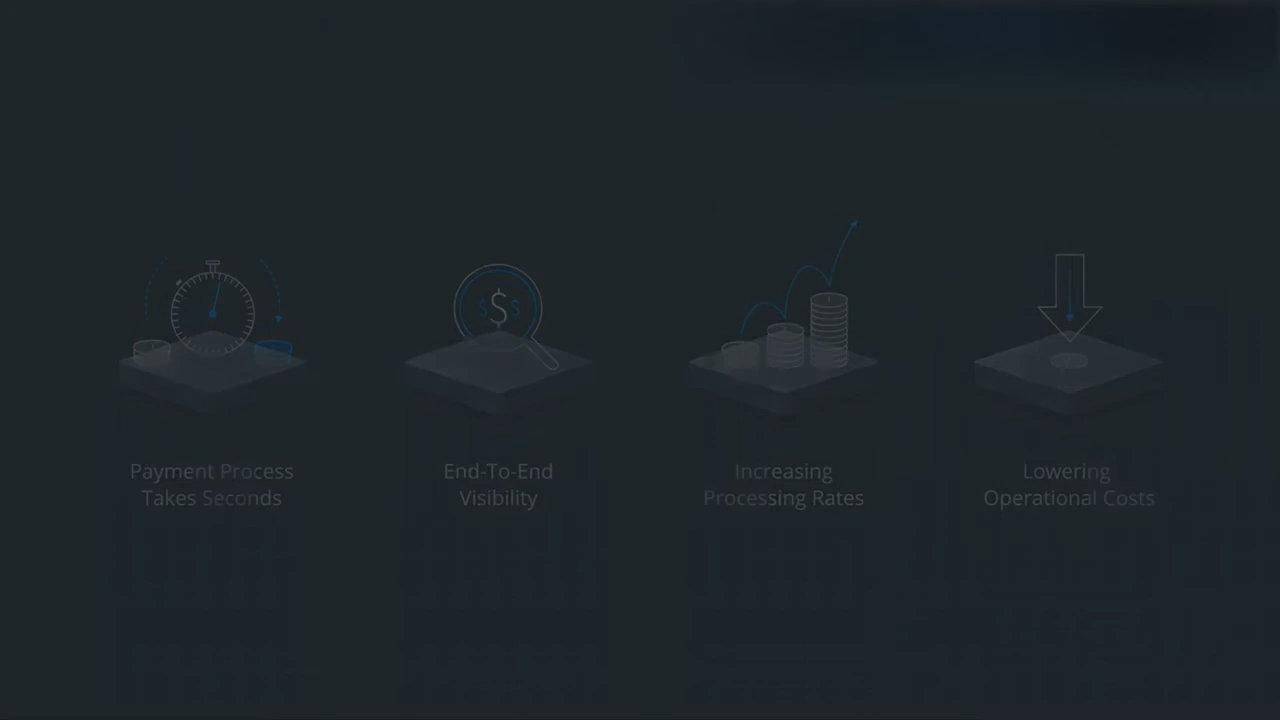 Payment Process
Takes Seconds
End-To-End
Visibility
Increasing
Processing Rates
Lowering
Operational Costs
$ $ $